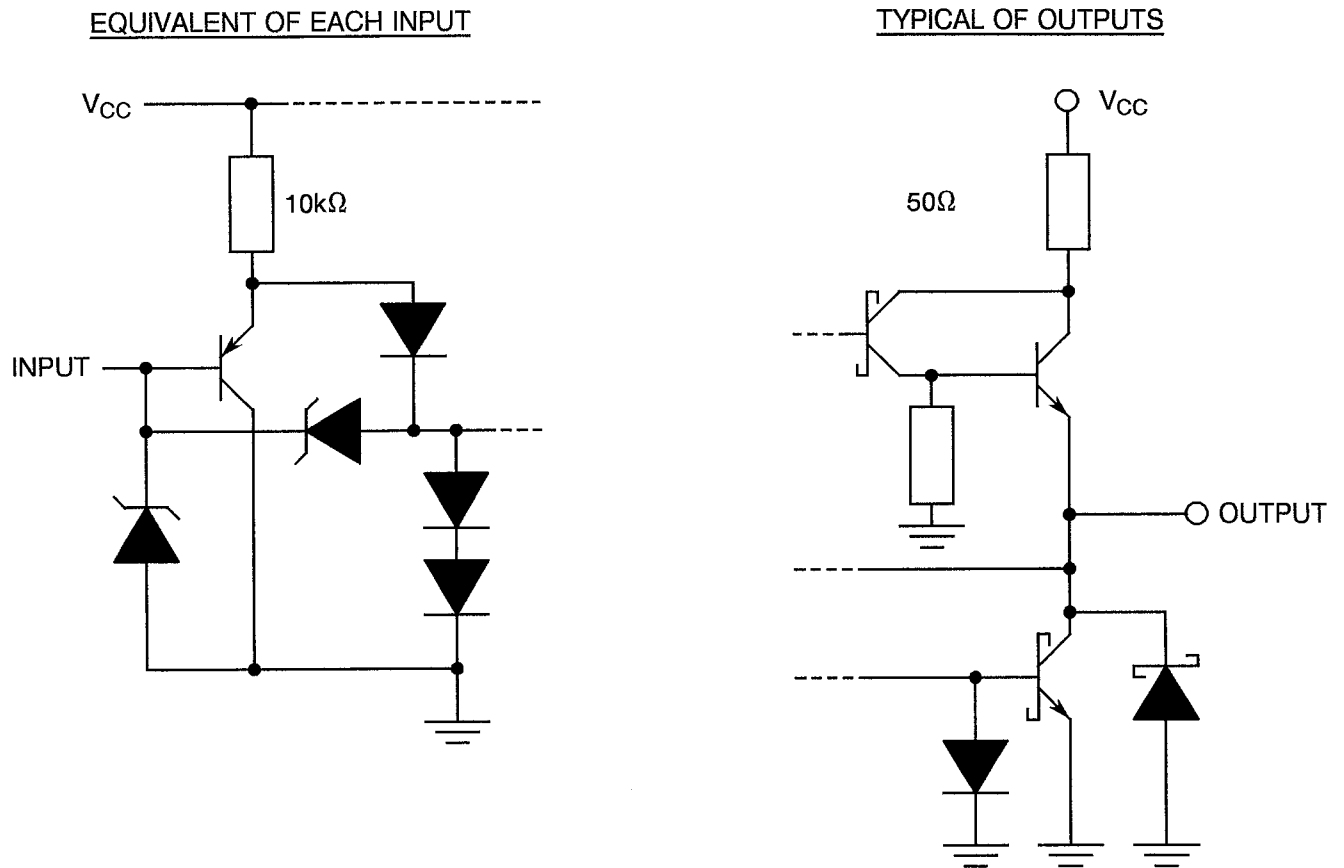 EQUIVALENT OF EACH INPUT
VCC
10kΩ
INPUT
TYPICAL OF OUTPUTS
VCC
50Ω
OUTPUT